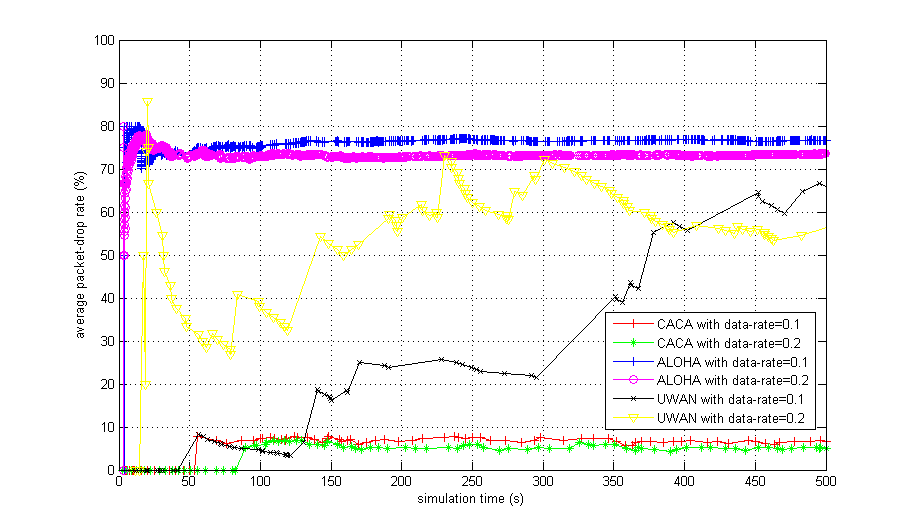 100
90
80
70
60
50
40
30
20
10
0
average packet-drop rate (%)
CACA with data-rate=0.1
CACA with data-rate=0.2
ALOHA with data-rate=0.1
ALOHA with data-rate=0.2
UWAN with data-rate=0.1
UWAN with data-rate=0.2
0 50 100 150 200 250 300 350 400 450 500
simulation time (s)